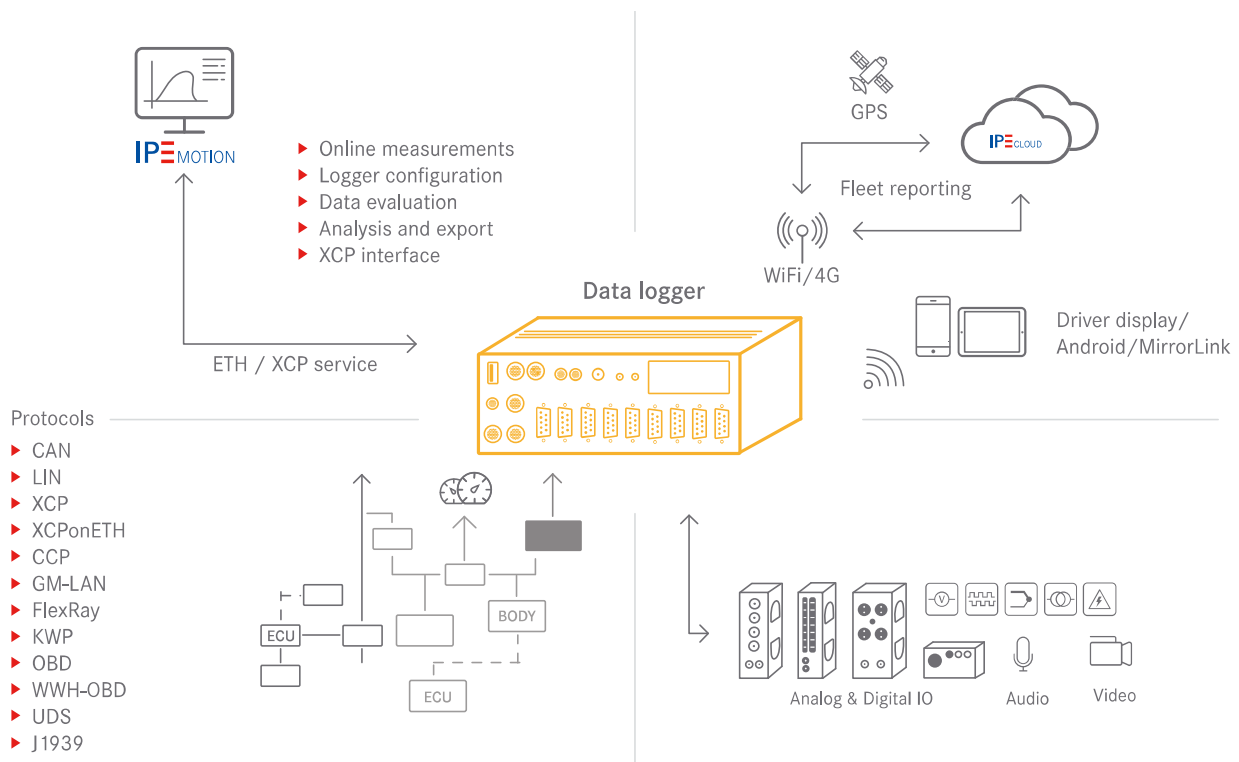 IPEMOTION
Online measurements
Logger configuration
Data evaluation
Analysis and export
XCP interface
ETH / XCP service
GPS
IPECLOUD
Fleet reporting
WiFi/4G
Data logger
Driver display/
Android/MirrorLink
Protocols
CAN
LIN
XCP
XCPonETH
CCP
GM-LAN
FlexRay
KWP
OBD
WWH-OBD
UDS
J1939
ECU
BODY
ECU
V
Analog & Digital IO
Audio
Video